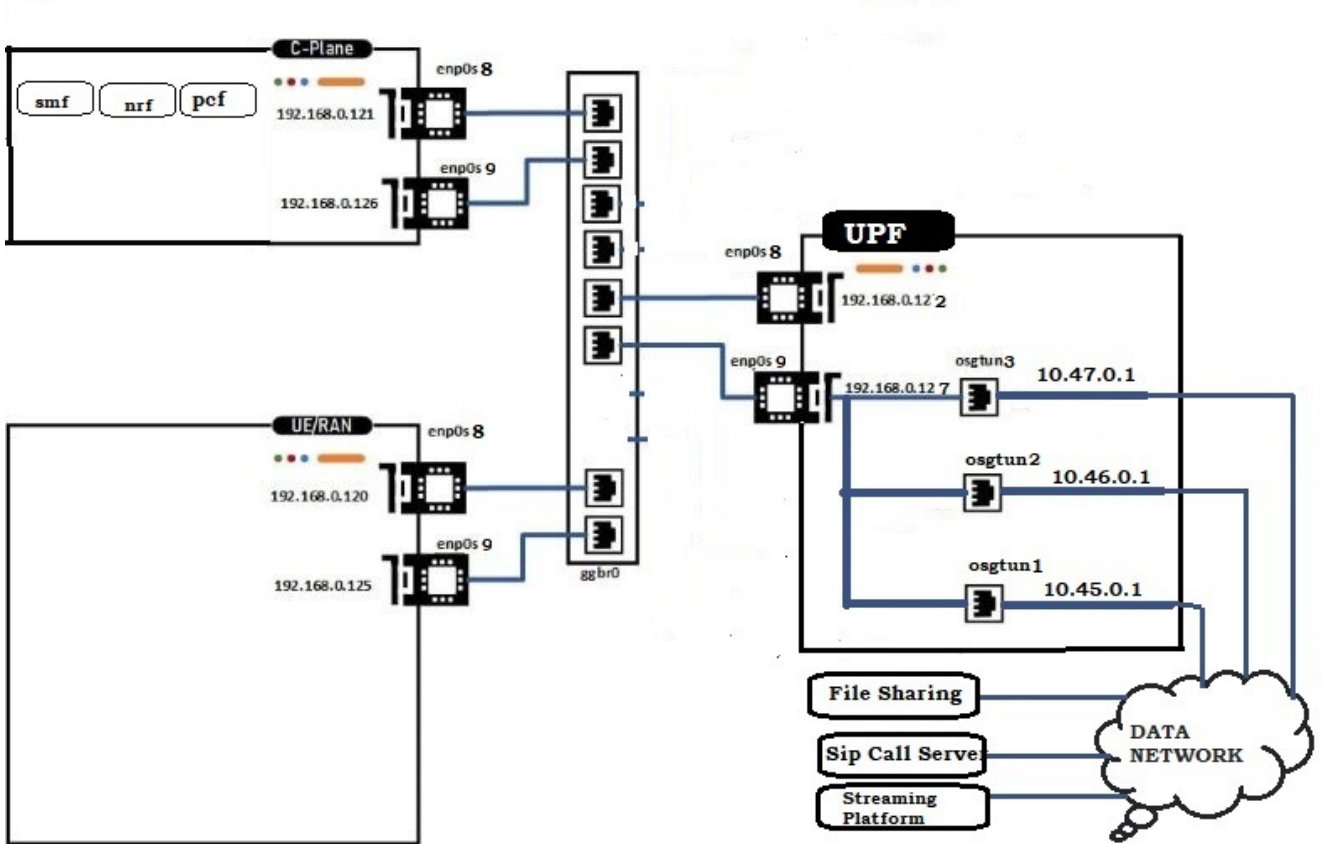 C-Plane
smf
nrf
pcf
enp0s 8
192.168.0.121
enp0s 9
192.168.0.126
UPF
enp0s 8
192.168.0.12 2
enp0s 9
192.168.0.12 7
osgtun3
10.47.0.1
osgtun2
10.46.0.1
osgtun1
10.45.0.1
UE/RAN
enp0s 8
192.168.0.120
enp0s 9
192.168.0.125
ggbr0
File Sharing
Sip Call Server
Streaming
Platform
DATA
NETWORK